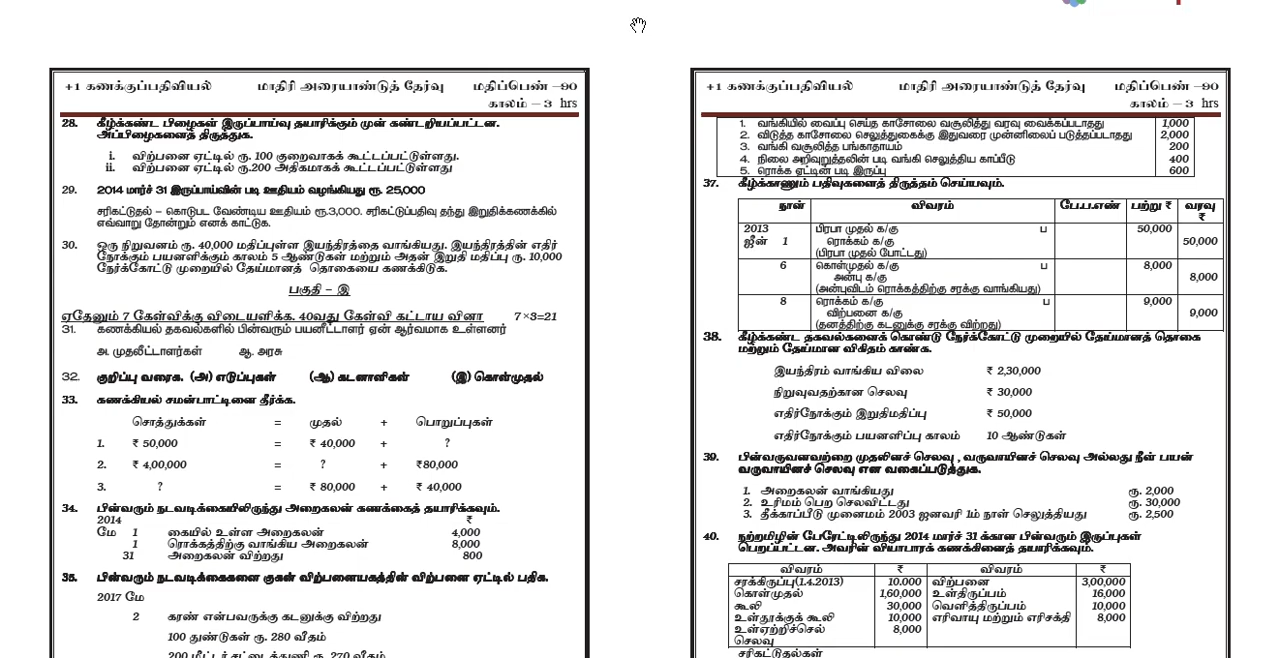 +1 கணக்குப்பதிவியல் மாதிரி அரையாண்டுத் தேர்வு மதிப்பெண் –90
காலம் – 3 hrs
28. கீழ்க்கண்ட பிழைகள் இருப்பாய்வு தயாரிக்கும் முன் கண்டறியப்பட்டன.
அப்பிழைகளைத் திருத்துக.
i. விற்பனை ஏட்டில் ரூ. 100 குறைவாகக் கூட்டப்பட்டுள்ளது.
ii. விற்பனை ஏட்டில் ரூ.200 அதிகமாகக் கூட்டப்பட்டுள்ளது
29. 2014 மார்ச் 31 இருப்பாய்வின் படி ஊதியம் வழங்கியது ரூ. 25,000
சரிகட்டுதல் – கொடுபட வேண்டிய ஊதியம் ரூ.3,000. சரிகட்டுப்பதிவு தந்து இறுதிக்கணக்கில்
எவ்வாறு தோன்றும் எனக் காட்டுக.
30. ஒரு நிறுவனம் ரூ. 40,000 மதிப்புள்ள இயந்திரத்தை வாங்கியது. இயந்திரத்தின் எதிர்
நோக்கும் பயனளிக்கும் காலம் 5 ஆண்டுகள் மற்றும் அதன் இறுதி மதிப்பு ரூ. 10,000
நேர்க்கோட்டு முறையில் தேய்மானத் தொகையை கணக்கிடுக.
பகுதி – இ
ஏதேனும் 7 கேள்விக்கு விடையளிக்க. 40வது கேள்வி கட்டாய வினா 7×3=21
31. கணக்கியல் தகவல்களில் பின்வரும் பயனீட்டாளர் ஏன் ஆர்வமாக உள்ளனர்
அ. முதலீட்டாளர்கள் ஆ. அரசு
32. குறிப்பு வரைக. (அ) எடுப்புகள் (ஆ) கடனாளிகள் (இ) கொள்முதல்
33. கணக்கியல் சமன்பாட்டினை தீர்க்க.
சொத்துக்கள் = முதல் + பொறுப்புகள்
1. ₹ 50,000 = ₹ 40,000 + ?
2. ₹ 4,00,000 = ? + ₹80,000
3. ? = ₹ 80,000 + ₹ 40,000
34. பின்வரும் நடவடிக்கையிலிருந்து அறைகலன் கணக்கைத் தயாரிக்கவும்.
2014 ₹
மே 1 கையில் உள்ள அறைகலன் 4,000
1 ரொக்கத்திற்கு வாங்கிய அறைகலன் 8,000
31 அறைகலன் விற்றது 800
35. பின்வரும் நடவடிக்கைகளை குகன் விற்பனையகத்தின் விற்பனை ஏட்டில் பதிக.
2017 மே
2 கரண் என்பவருக்கு கடனுக்கு விற்றது
100 துண்டுகள் ரூ. 280 வீதம்
200 மீட்டர் சட்டைத்துணி ரூ. 270 வீதம்
+1 கணக்குப்பதிவியல் மாதிரி அரையாண்டுத் தேர்வு மதிப்பெண் –90
காலம் – 3 hrs
1. வங்கியில் வைப்பு செய்த காசோலை வசூலித்து வரவு வைக்கப்படாதது 1,000
2. விடுத்த காசோலை செலுத்துகைக்கு இதுவரை முன்னிலைப் படுத்தப்படாதது 2,000
3. வங்கி வசூலித்த பங்காதாயம் 200
4. நிலை அறிவுறுத்தலின் படி வங்கி செலுத்திய காப்பீடு 400
5. ரொக்க ஏட்டின் படி இருப்பு 600
37. கீழ்க்காணும் பதிவுகளைத் திருத்தம் செய்யவும்.
நாள் விவரம் பே.ப.எண் பற்று ₹ வரவு ₹
2013 பிரபா முதல் க/கு ப 50,000
ஜீன் 1 ரொக்கம் க/கு 50,000
(பிரபா முதல் போட்டது)
6 கொள்முதல் க/கு ப 8,000
அன்பு க/கு 8,000
(அன்புவிடம் ரொக்கத்திற்கு சரக்கு வாங்கியது)
8 ரொக்கம் க/கு ப 9,000
விற்பனை க/கு 9,000
(தனத்திற்கு கடனுக்கு சரக்கு விற்றது)
38. கீழ்க்கண்ட தகவல்களைக் கொண்டு நேர்க்கோட்டு முறையில் தேய்மானத் தொகை
மற்றும் தேய்மான விகிதம் காண்க.
இயந்திரம் வாங்கிய விலை ₹ 2,30,000
நிறுவுவதற்கான செலவு ₹ 30,000
எதிர்நோக்கும் இறுதிமதிப்பு ₹ 50,000
எதிர்நோக்கும் பயனளிப்பு காலம் 10 ஆண்டுகள்
39. பின்வருவனவற்றை முதலினச் செலவு , வருவாயினச் செலவு அல்லது நீள் பயன்
வருவாயினச் செலவு என வகைப்படுத்துக.
1. அறைகலன் வாங்கியது ரூ. 2,000
2. உரிமம் பெற செலவிட்டது ரூ. 30,000
3. தீக்காப்பீடு முனைமம் 2003 ஜனவரி 1ம் நாள் செலுத்தியது ரூ. 2,500
40. நற்றமிழின் பேரேட்டிலிருந்து 2014 மார்ச் 31 க்கான பின்வரும் இருப்புகள்
பெறப்பட்டன. அவரின் வியாபாரக் கணக்கினைத் தயாரிக்கவும்.
விவரம் ₹ விவரம் ₹
சரக்கிருப்பு(1.4.2013) 10.000 விற்பனை 3,00,000
கொள்முதல் 1,60,000 உள்திருப்பம் 16,000
கூலி 30,000 வெளித்திருப்பம் 10,000
உள்தூக்குக் கூலி 10,000 எரிவாயு மற்றும் எரிசக்தி 8,000
உள்ஏற்றிச்செல் 8,000
செலவு
சரிகட்டுதல்கள்